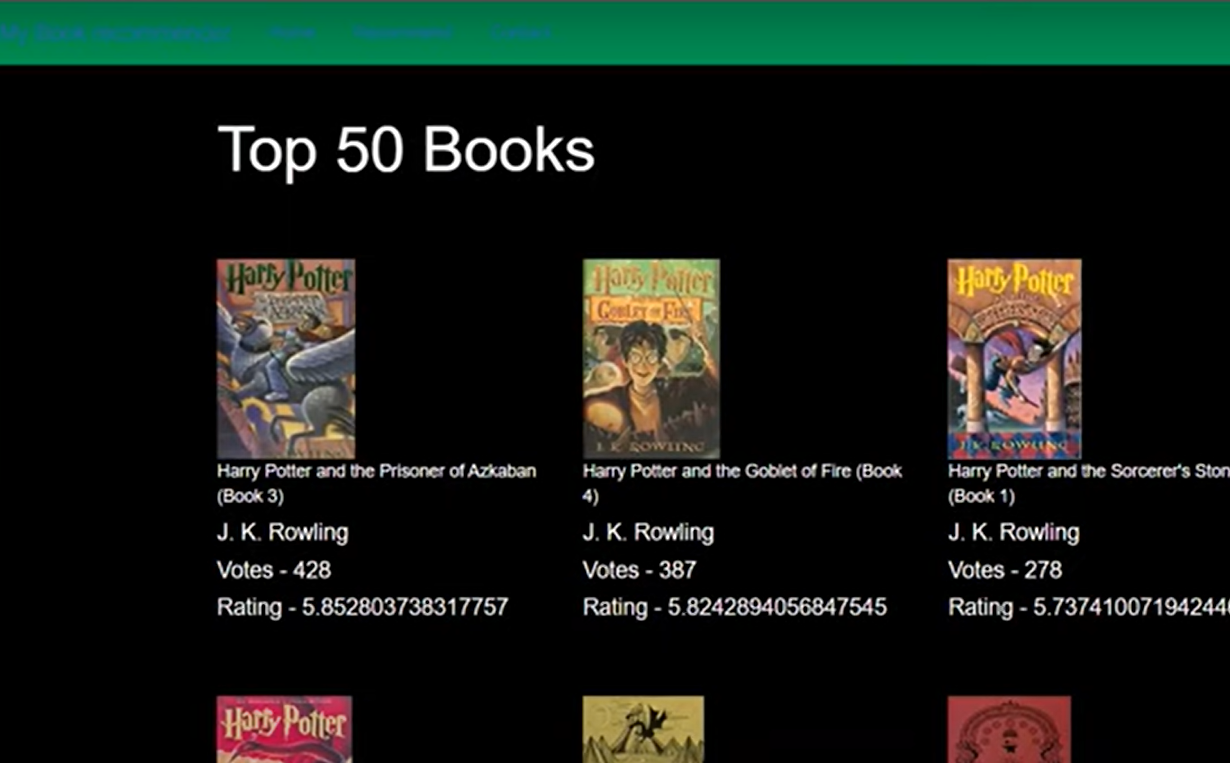 My Book recommender Home Recommend Contact
Top 50 Books
Harry Potter
Harry Potter
GOBLET OF FIRE
J. K. ROWLING
Harry Potter
J. K. ROWLING
Harry Potter and the Prisoner of Azkaban
(Book 3)
J. K. Rowling
Votes - 428
Rating - 5.852803738317757
Harry Potter and the Goblet of Fire (Book
4)
J. K. Rowling
Votes - 387
Rating - 5.8242894056847545
Harry Potter and the Sorcerer's Ston
(Book 1)
J. K. Rowling
Votes - 278
Rating - 5.737410071942446
Harry Potter